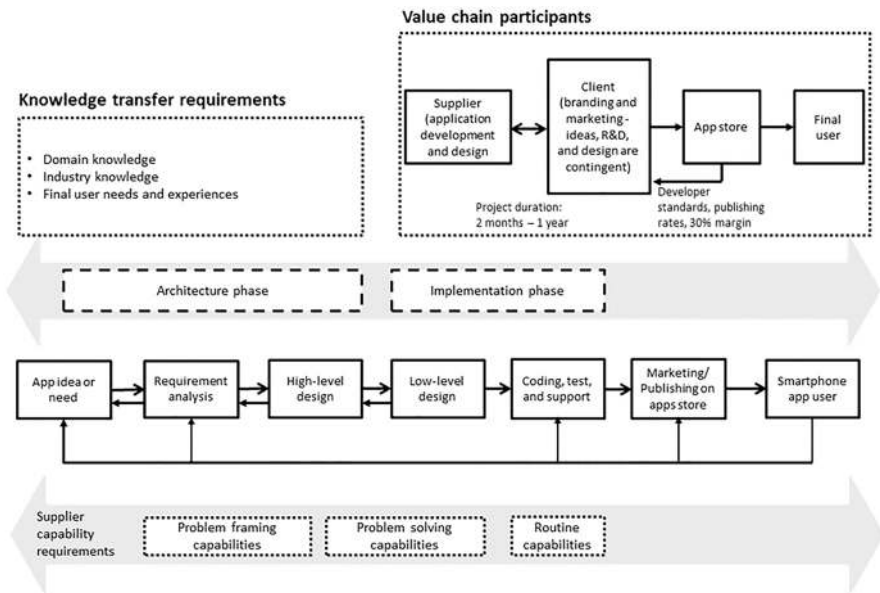 Value chain participants
Knowledge transfer requirements
• Domain knowledge
• Industry knowledge
• Final user needs and experiences
Supplier
(application
development
and design)
Client
(branding and
marketing -
ideas, R&D,
and design are
contingent)
App store
Final
user
Project duration:
2 months – 1 year
Developer
standards, publishing
rates, 30% margin
Architecture phase
Implementation phase
App idea or
need
Requirement
analysis
High-level
design
Low-level
design
Coding, test,
and support
Marketing/
Publishing on
apps store
Smartphone
app user
Supplier
capability
requirements
Problem framing
capabilities
Problem solving
capabilities
Routine
capabilities